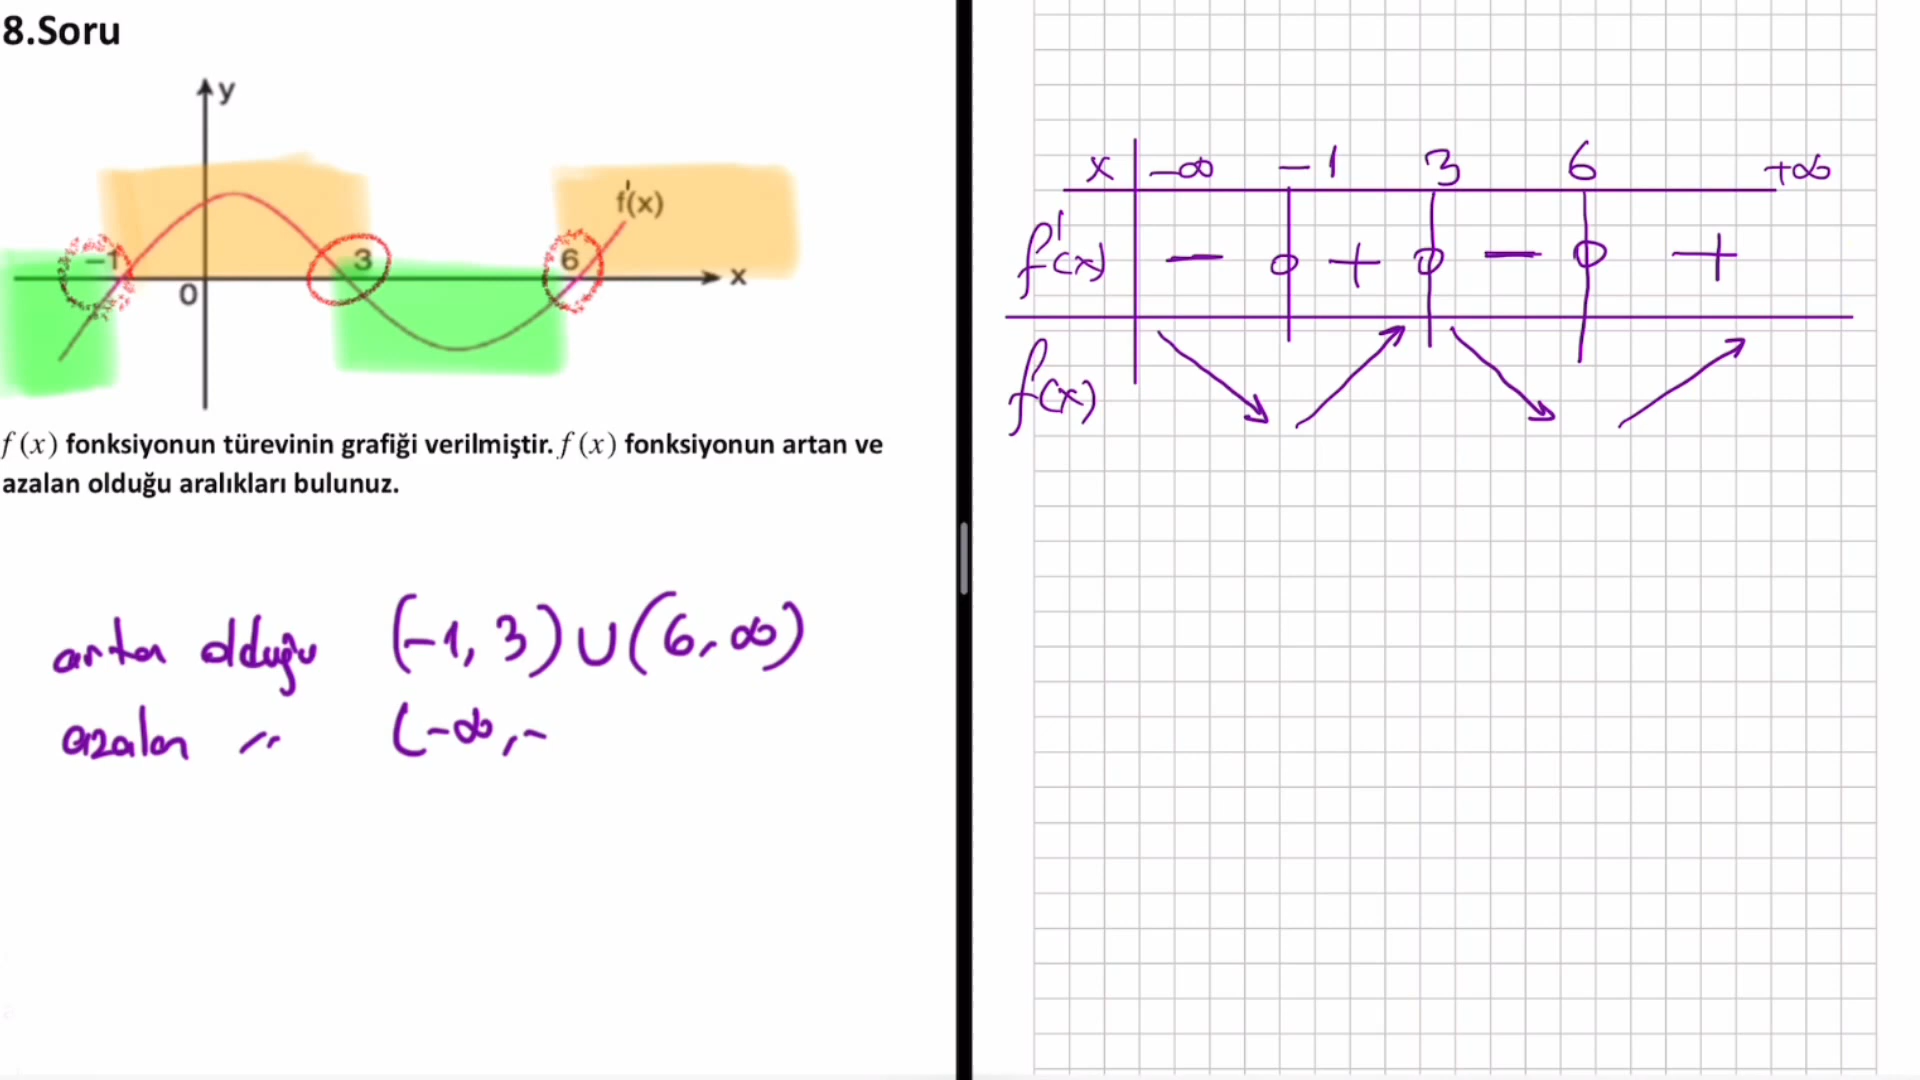 8.Soru
y
f'(x)
-1
3
6
0
x
f(x) fonksiyonun türevinin grafiği verilmiştir. f(x) fonksiyonun artan ve
azalan olduğu aralıkları bulunuz.
artan olduğu (-1, 3) ∪ (6, ∞)
azalan " (-∞, -
x -∞ -1 3 6 +∞
f'(x) - 0 + 0 - 0 +
f(x)